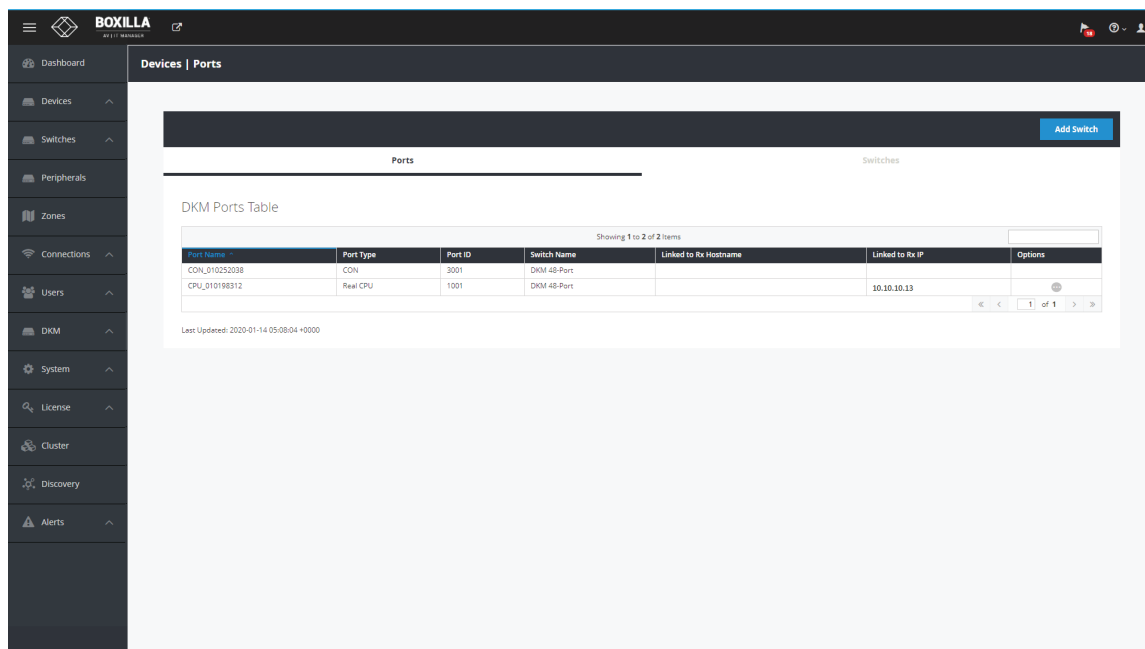 BOXILLA
AV | IT MANAGER
18
Dashboard
Devices | Ports
Devices
Switches
Add Switch
Ports
Switches
Peripherals
DKM Ports Table
Zones
Showing 1 to 2 of 2 Items
Connections
Port Name Port Type Port ID Switch Name Linked to Rx Hostname Linked to Rx IP Options
CON_010252038 CON 3001 DKM 48-Port
CPU_010198312 Real CPU 1001 DKM 48-Port 10.10.10.13
Users
1 of 1
DKM
Last Updated: 2020-01-14 05:08:04 +0000
System
License
Cluster
Discovery
Alerts